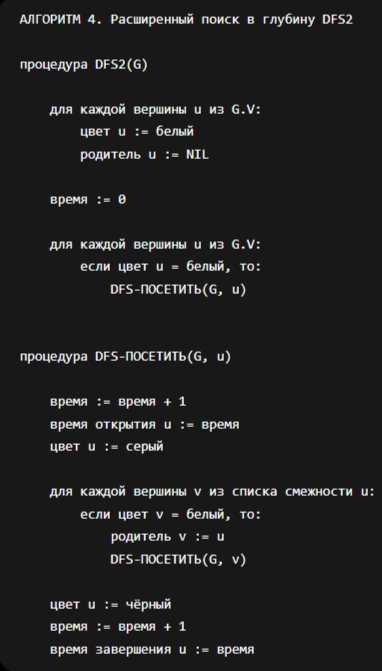 АЛГОРИТМ 4. Расширенный поиск в глубину DFS2
процедура DFS2(G)
для каждой вершины u из G.V:
цвет u := белый
родитель u := NIL
время := 0
для каждой вершины u из G.V:
если цвет u = белый, то:
DFS-ПОСЕТИТЬ(G, u)
процедура DFS-ПОСЕТИТЬ(G, u)
время := время + 1
время открытия u := время
цвет u := серый
для каждой вершины v из списка смежности u:
если цвет v = белый, то:
родитель v := u
DFS-ПОСЕТИТЬ(G, v)
цвет u := чёрный
время := время + 1
время завершения u := время